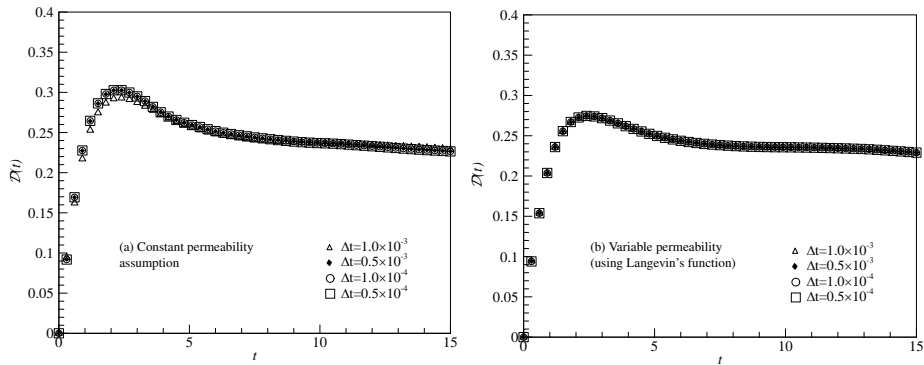 0.4
0.35
0.3
0.25
0.2
0.15
0.1
0.05
0
D(t)
(a) Constant permeability
assumption
Δt=1.0×10⁻³
Δt=0.5×10⁻³
Δt=1.0×10⁻⁴
Δt=0.5×10⁻⁴
0 5 10 15
t
0.4
0.35
0.3
0.25
0.2
0.15
0.1
0.05
0
D(t)
(b) Variable permeability
(using Langevin's function)
Δt=1.0×10⁻³
Δt=0.5×10⁻³
Δt=1.0×10⁻⁴
Δt=0.5×10⁻⁴
0 5 10 15
t